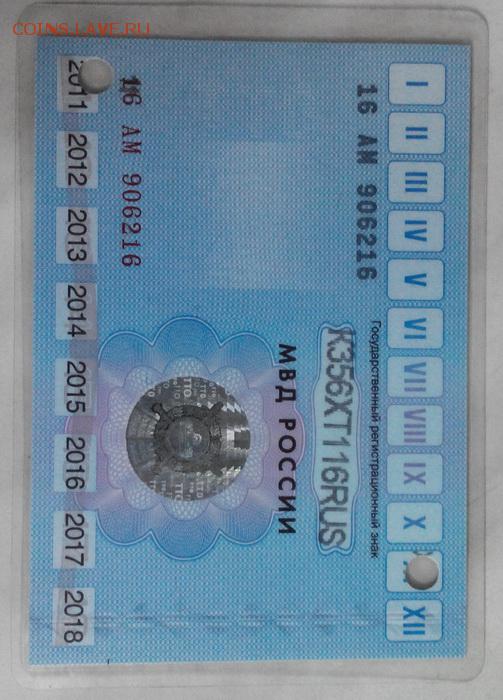 COINS.LAVE.RU
I II III IV V VI VII VIII IX X XII
Государственный регистрационный знак
16 АМ 906216
К356ХТ116RUS
МВД РОССИИ
ТТО
16 АМ 906216
2011 2012 2013 2014 2015 2016 2017 2018